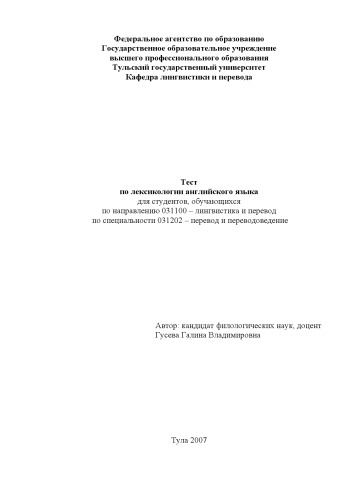 Федеральное агентство по образованию
Государственное образовательное учреждение
высшего профессионального образования
Тульский государственный университет
Кафедра лингвистики и перевода
Тест
по лексикологии английского языка
для студентов, обучающихся
по направлению 031100 – лингвистика и перевод
по специальности 031202 – перевод и переводоведение
Автор: кандидат филологических наук, доцент
Гусева Галина Владимировна
Тула 2007